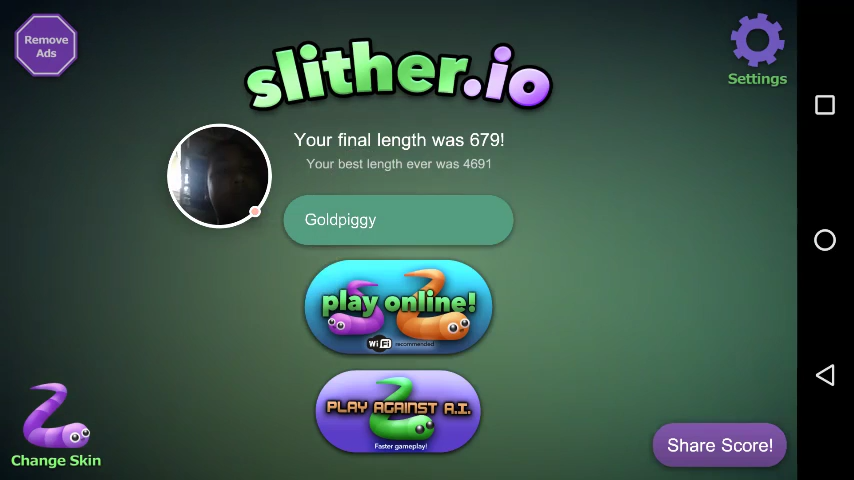 Remove
Ads
slither.io
Settings
Your final length was 679!
Your best length ever was 4691
Goldpiggy
play online!
WiFi recommended
PLAY AGAINST A.I.
Faster gameplay!
Change Skin
Share Score!